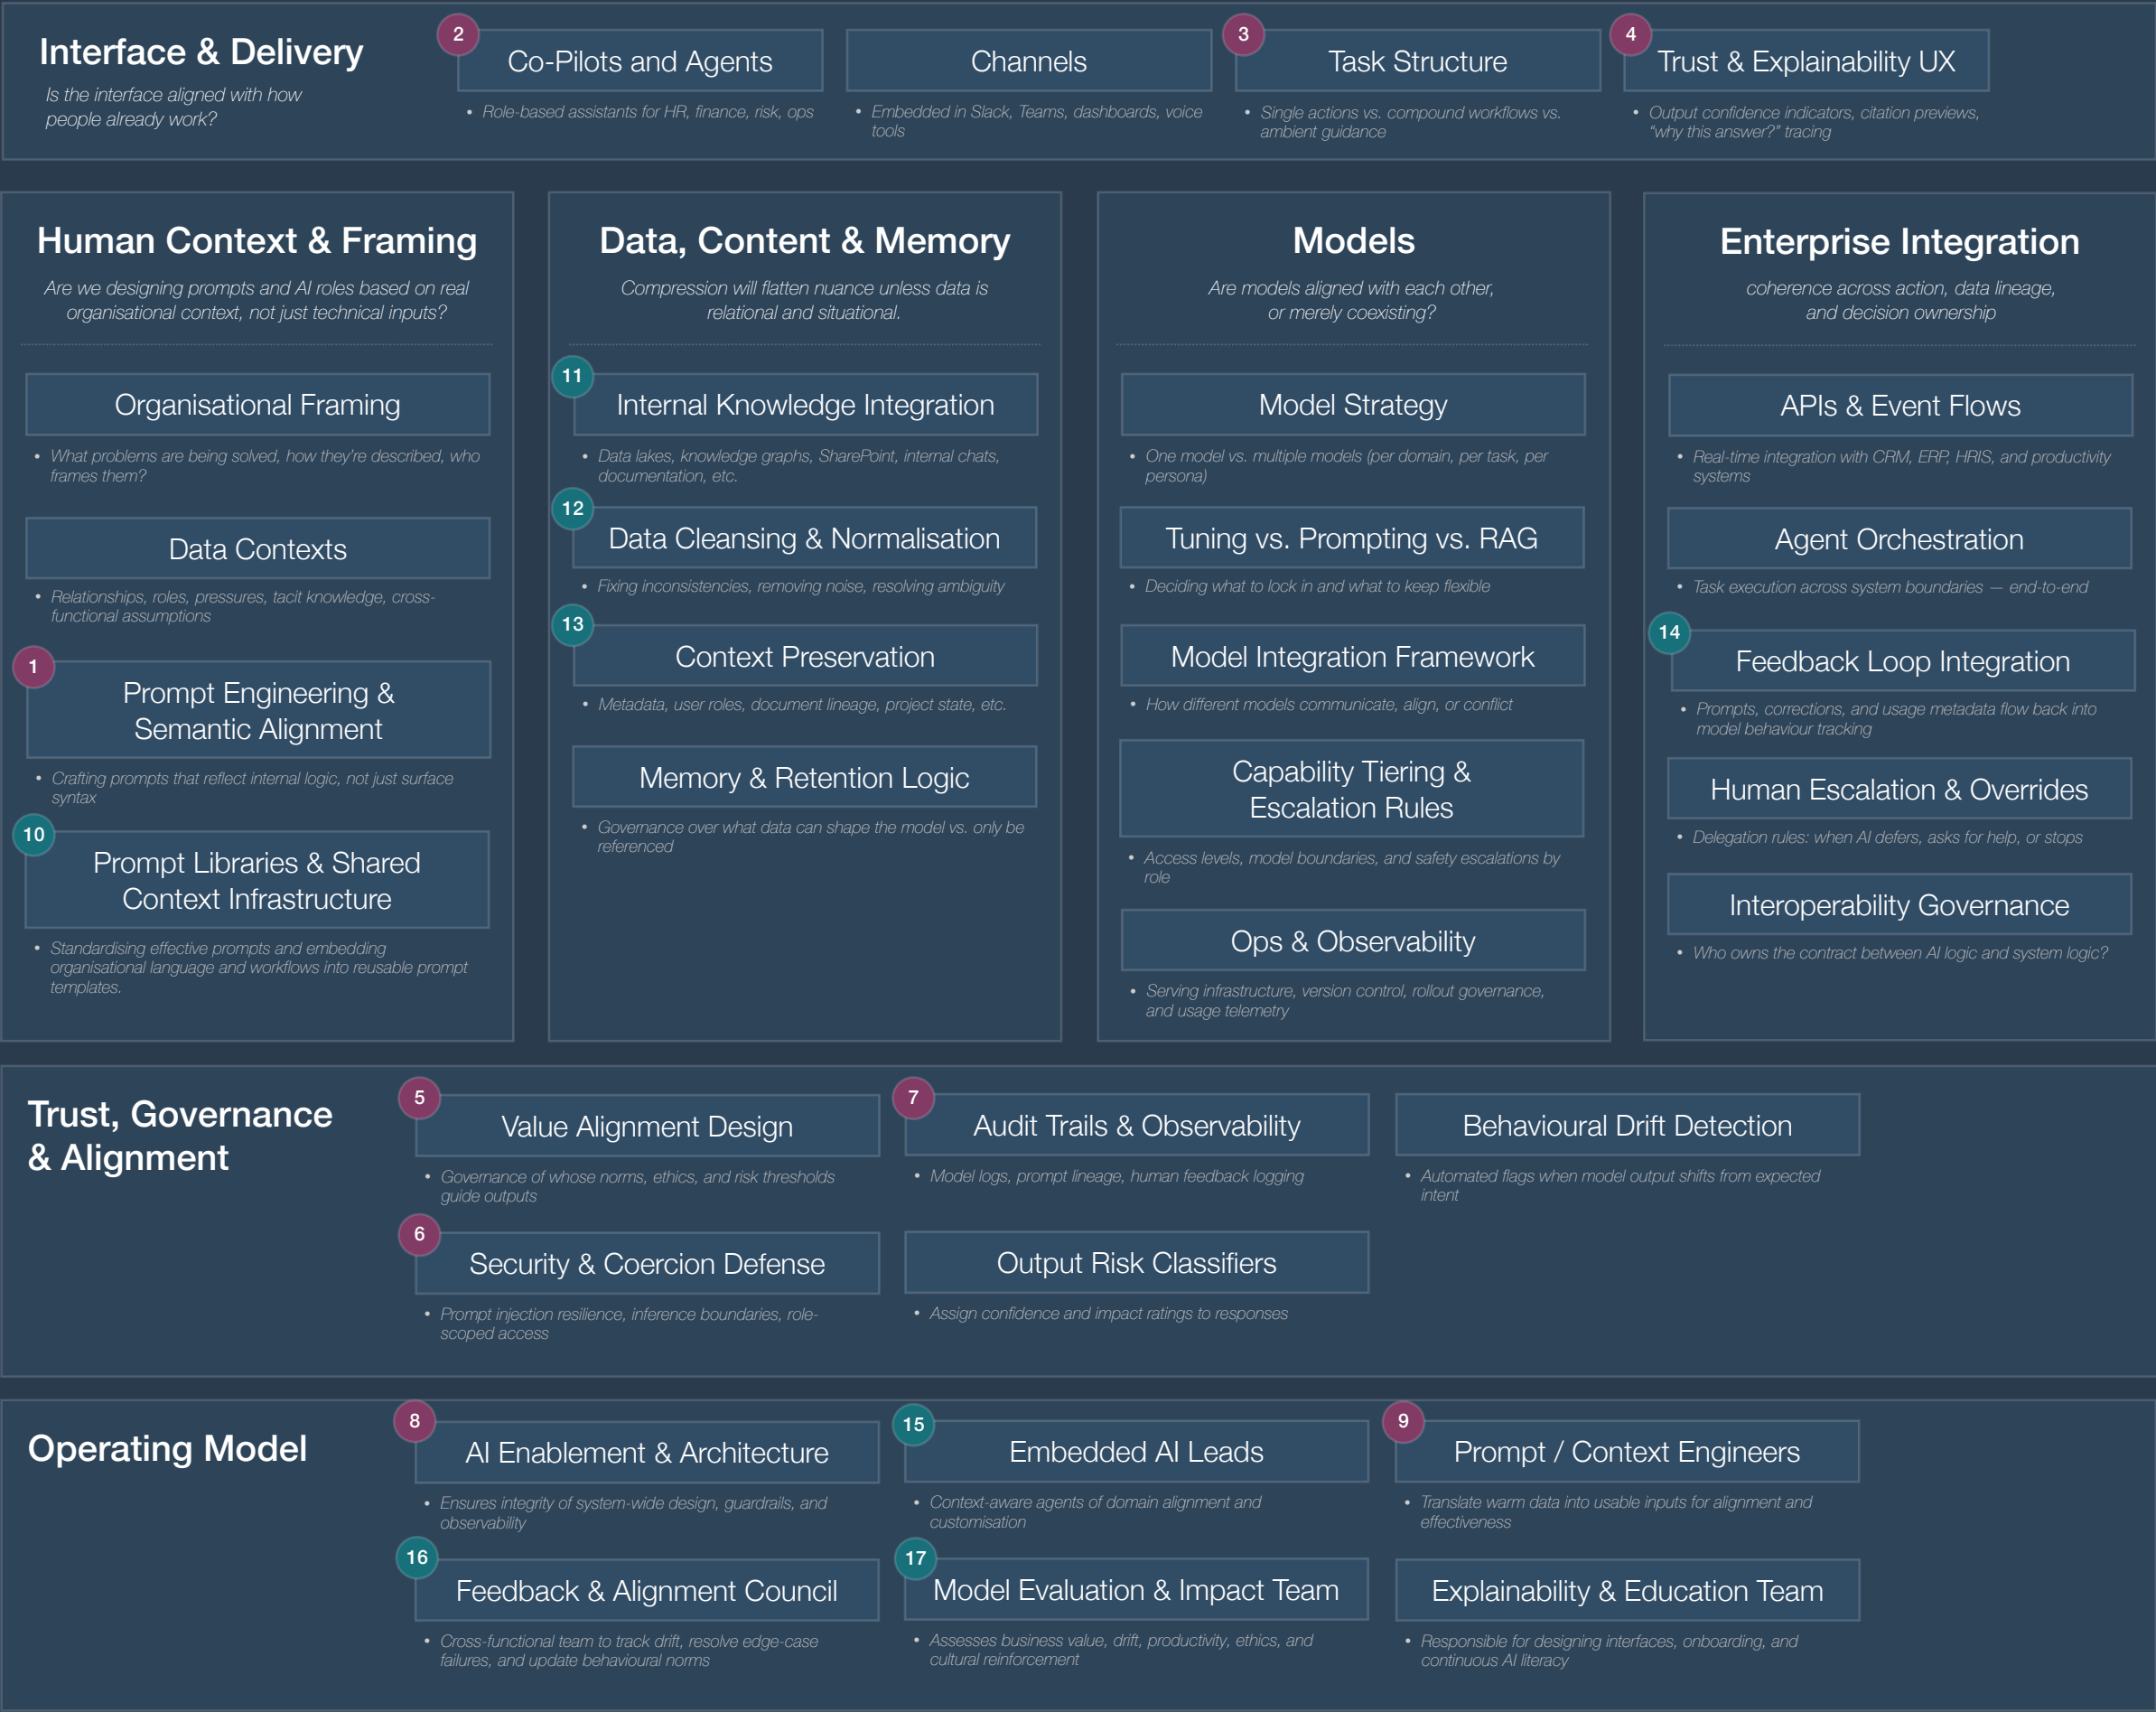 Interface & Delivery
Is the interface aligned with how
people already work?
2
Co-Pilots and Agents
• Role-based assistants for HR, finance, risk, ops
Channels
• Embedded in Slack, Teams, dashboards, voice
tools
3
Task Structure
• Single actions vs. compound workflows vs.
ambient guidance
4
Trust & Explainability UX
• Output confidence indicators, citation previews,
“why this answer?” tracing
Human Context & Framing
Are we designing prompts and AI roles based on real
organisational context, not just technical inputs?
Organisational Framing
• What problems are being solved, how they’re described, who
frames them?
Data Contexts
• Relationships, roles, pressures, tacit knowledge, cross-
functional assumptions
1
Prompt Engineering &
Semantic Alignment
• Crafting prompts that reflect internal logic, not just surface
syntax
10
Prompt Libraries & Shared
Context Infrastructure
• Standardising effective prompts and embedding
organisational language and workflows into reusable prompt
templates.
Data, Content & Memory
Compression will flatten nuance unless data is
relational and situational.
11
Internal Knowledge Integration
• Data lakes, knowledge graphs, SharePoint, internal chats,
documentation, etc.
12
Data Cleansing & Normalisation
• Fixing inconsistencies, removing noise, resolving ambiguity
13
Context Preservation
• Metadata, user roles, document lineage, project state, etc.
Memory & Retention Logic
• Governance over what data can shape the model vs. only be
referenced
Models
Are models aligned with each other,
or merely coexisting?
Model Strategy
• One model vs. multiple models (per domain, per task, per
persona)
Tuning vs. Prompting vs. RAG
• Deciding what to lock in and what to keep flexible
Model Integration Framework
• How different models communicate, align, or conflict
Capability Tiering &
Escalation Rules
• Access levels, model boundaries, and safety escalations by
role
Ops & Observability
• Serving infrastructure, version control, rollout governance,
and usage telemetry
Enterprise Integration
coherence across action, data lineage,
and decision ownership
APIs & Event Flows
• Real-time integration with CRM, ERP, HRIS, and productivity
systems
Agent Orchestration
• Task execution across system boundaries — end-to-end
14
Feedback Loop Integration
• Prompts, corrections, and usage metadata flow back into
model behaviour tracking
Human Escalation & Overrides
• Delegation rules: when AI defers, asks for help, or stops
Interoperability Governance
• Who owns the contract between AI logic and system logic?
Trust, Governance
& Alignment
5
Value Alignment Design
• Governance of whose norms, ethics, and risk thresholds
guide outputs
7
Audit Trails & Observability
• Model logs, prompt lineage, human feedback logging
Behavioural Drift Detection
• Automated flags when model output shifts from expected
intent
6
Security & Coercion Defense
• Prompt injection resilience, inference boundaries, role-
scoped access
Output Risk Classifiers
• Assign confidence and impact ratings to responses
Operating Model
8
AI Enablement & Architecture
• Ensures integrity of system-wide design, guardrails, and
observability
15
Embedded AI Leads
• Context-aware agents of domain alignment and
customisation
9
Prompt / Context Engineers
• Translate warm data into usable inputs for alignment and
effectiveness
16
Feedback & Alignment Council
• Cross-functional team to track drift, resolve edge-case
failures, and update behavioural norms
17
Model Evaluation & Impact Team
• Assesses business value, drift, productivity, ethics, and
cultural reinforcement
Explainability & Education Team
• Responsible for designing interfaces, onboarding, and
continuous AI literacy